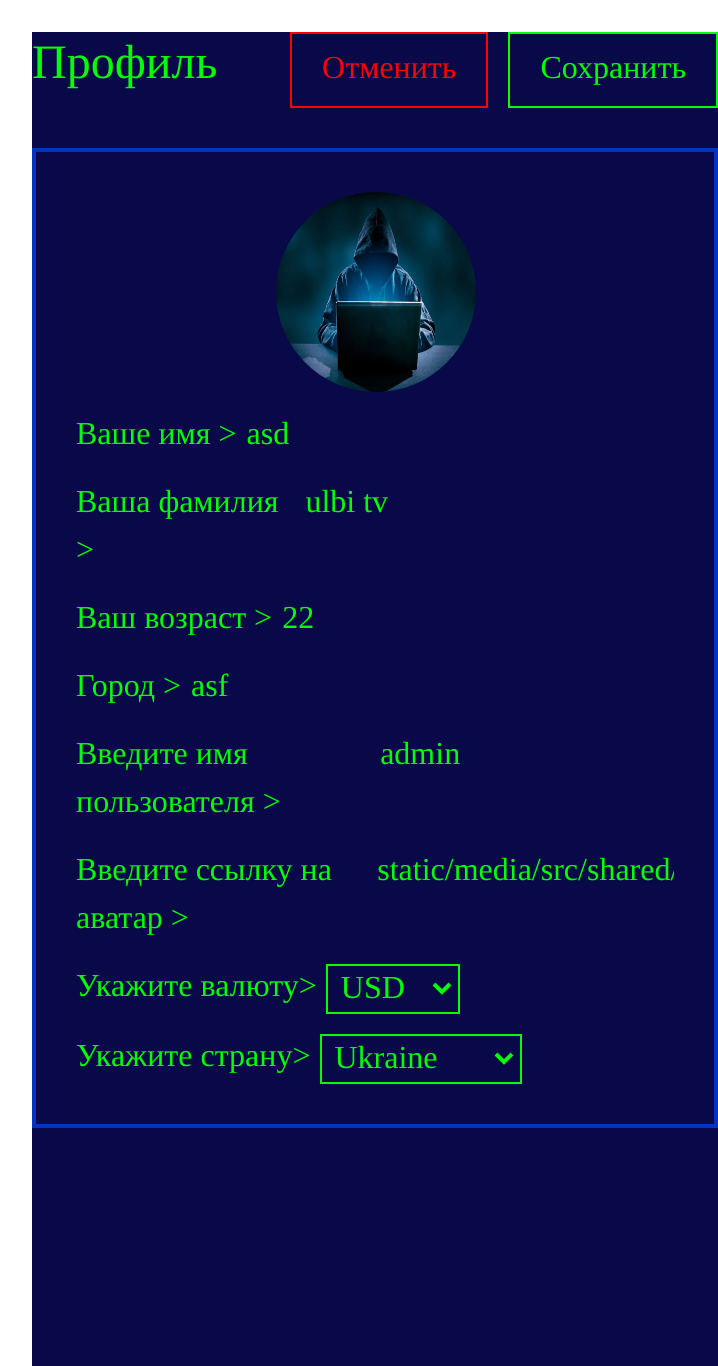 Профиль Отменить Сохранить
Ваше имя > asd
Ваша фамилия ulbi tv
>
Ваш возраст > 22
Город > asf
Введите имя admin
пользователя >
Введите ссылку на static/media/src/shared/
аватар >
Укажите валюту> USD
Укажите страну> Ukraine